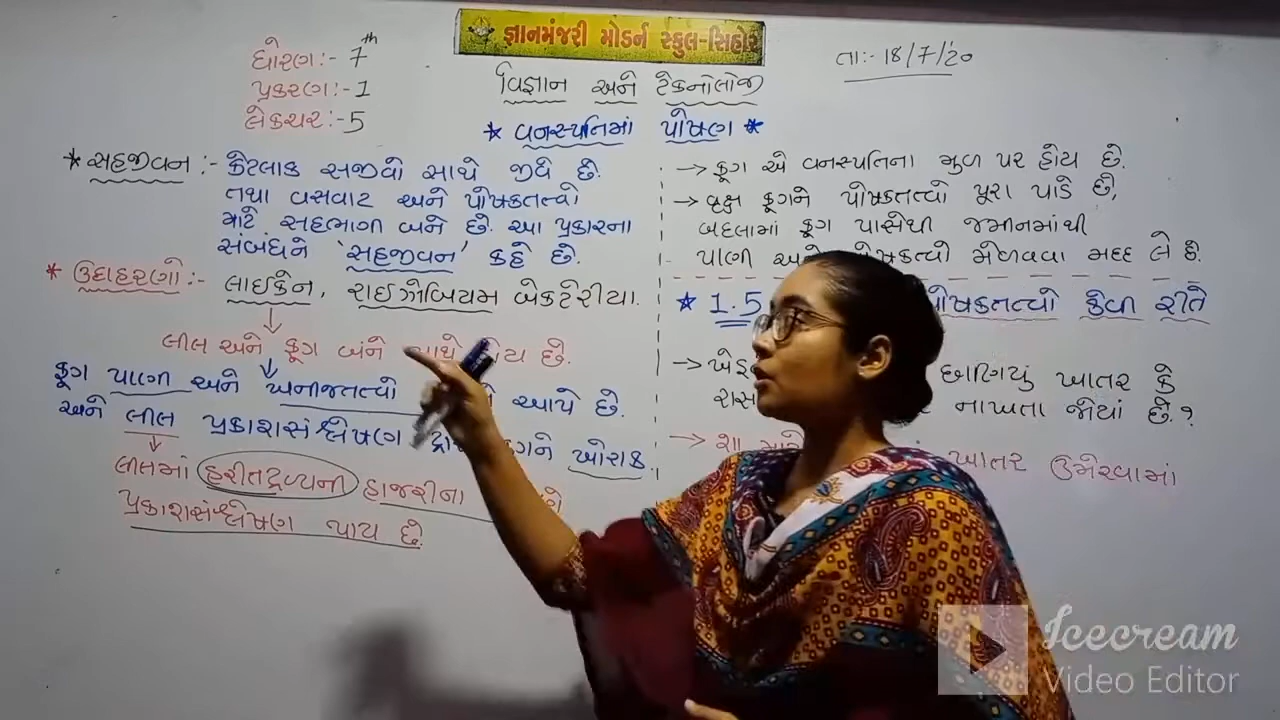 જ્ઞાનમંજરી મોડર્ન સ્કુલ-સિહોર
ધોરણ:- 7th
પ્રકરણ:- 1
લેક્ચર:- 5
તા:- 18/7/20
વિજ્ઞાન અને ટેકનોલોજી
* વનસ્પતિમાં પોષણ *
* સહજીવન:- કેટલાક સજીવો સાથે જીવે છે.
તથા વસવાટ અને પોષકતત્વો
માટે સહભાગી બને છે. આ પ્રકારના
સંબંધને 'સહજીવન' કહે છે.
* ઉદાહરણો:- લાઈકેન, રાઈઝોબિયમ બેક્ટેરીયા.
લીલ અને ફૂગ બંને સાથે હોય છે.
ફૂગ પાણી અને ખનીજતત્વો આપે છે.
અને લીલ પ્રકાશસંશ્લેષણ ફૂગને ખોરાક.
લીલમાં હરીતદ્રવ્યની હાજરીના
પ્રકાશસંશ્લેષણ થાય છે.
→ ફૂગ એ વનસ્પતિના મુળ પર હોય છે.
→ વૃક્ષ ફૂગને પોષકતત્વો પૂરા પાડે છે,
બદલામાં ફૂગ પાસેથી જમીનમાંથી
પાણી અને પોષકત્વો મેળવવા મદદ લે છે.
* 1.5 પોષકતત્વો કેવી રીતે
→ છાણિયું ખાતર કે
નાખતા જોયાં છે.?
→ શા માટે ખાતર ઉમેરવામાં
Icecream
Video Editor